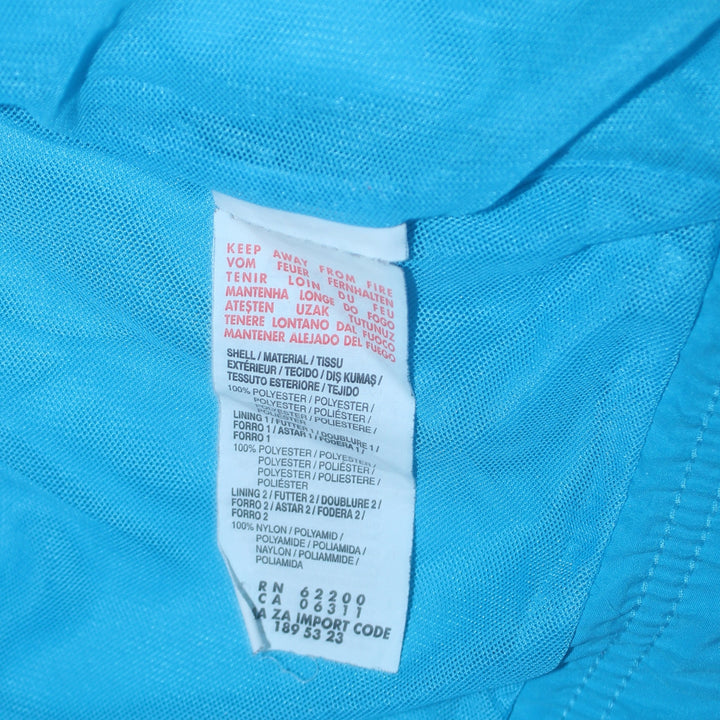 KEEP AWAY FROM FIRE
VOM FEUER FERNHALTEN
TENIR LOIN DU FEU
MANTENHA LONGE DO FOGO
ATEŞTEN UZAK TUTUNUZ
TENERE LONTANO DAL FUOCO
MANTENER ALEJADO DEL FUEGO
SHELL / MATERIAL / TISSU
EXTÉRIEUR / TECIDO / DIŞ KUMAŞ /
TESSUTO ESTERIORE / TEJIDO
100% POLYESTER / POLYESTER /
POLYESTER / POLIÉSTER /
POLYESTER / POLIESTERE /
LINING 1 / FUTTER 1 / DOUBLURE 1 /
FORRO 1 / ASTAR 1 / FODERA 1 /
FORRO 1
100% POLYESTER / POLYESTER /
POLYESTER / POLIÉSTER /
POLYESTER / POLIESTERE /
POLIÉSTER
LINING 2 / FUTTER 2 / DOUBLURE 2 /
FORRO 2 / ASTAR 2 / FODERA 2 /
FORRO 2
100% NYLON / POLYAMID /
POLYAMIDE / POLIAMIDA /
NAYLON / POLIAMMIDE /
POLIAMIDA
RN 62200
CA 06311
ZA IMPORT CODE
189 53 23